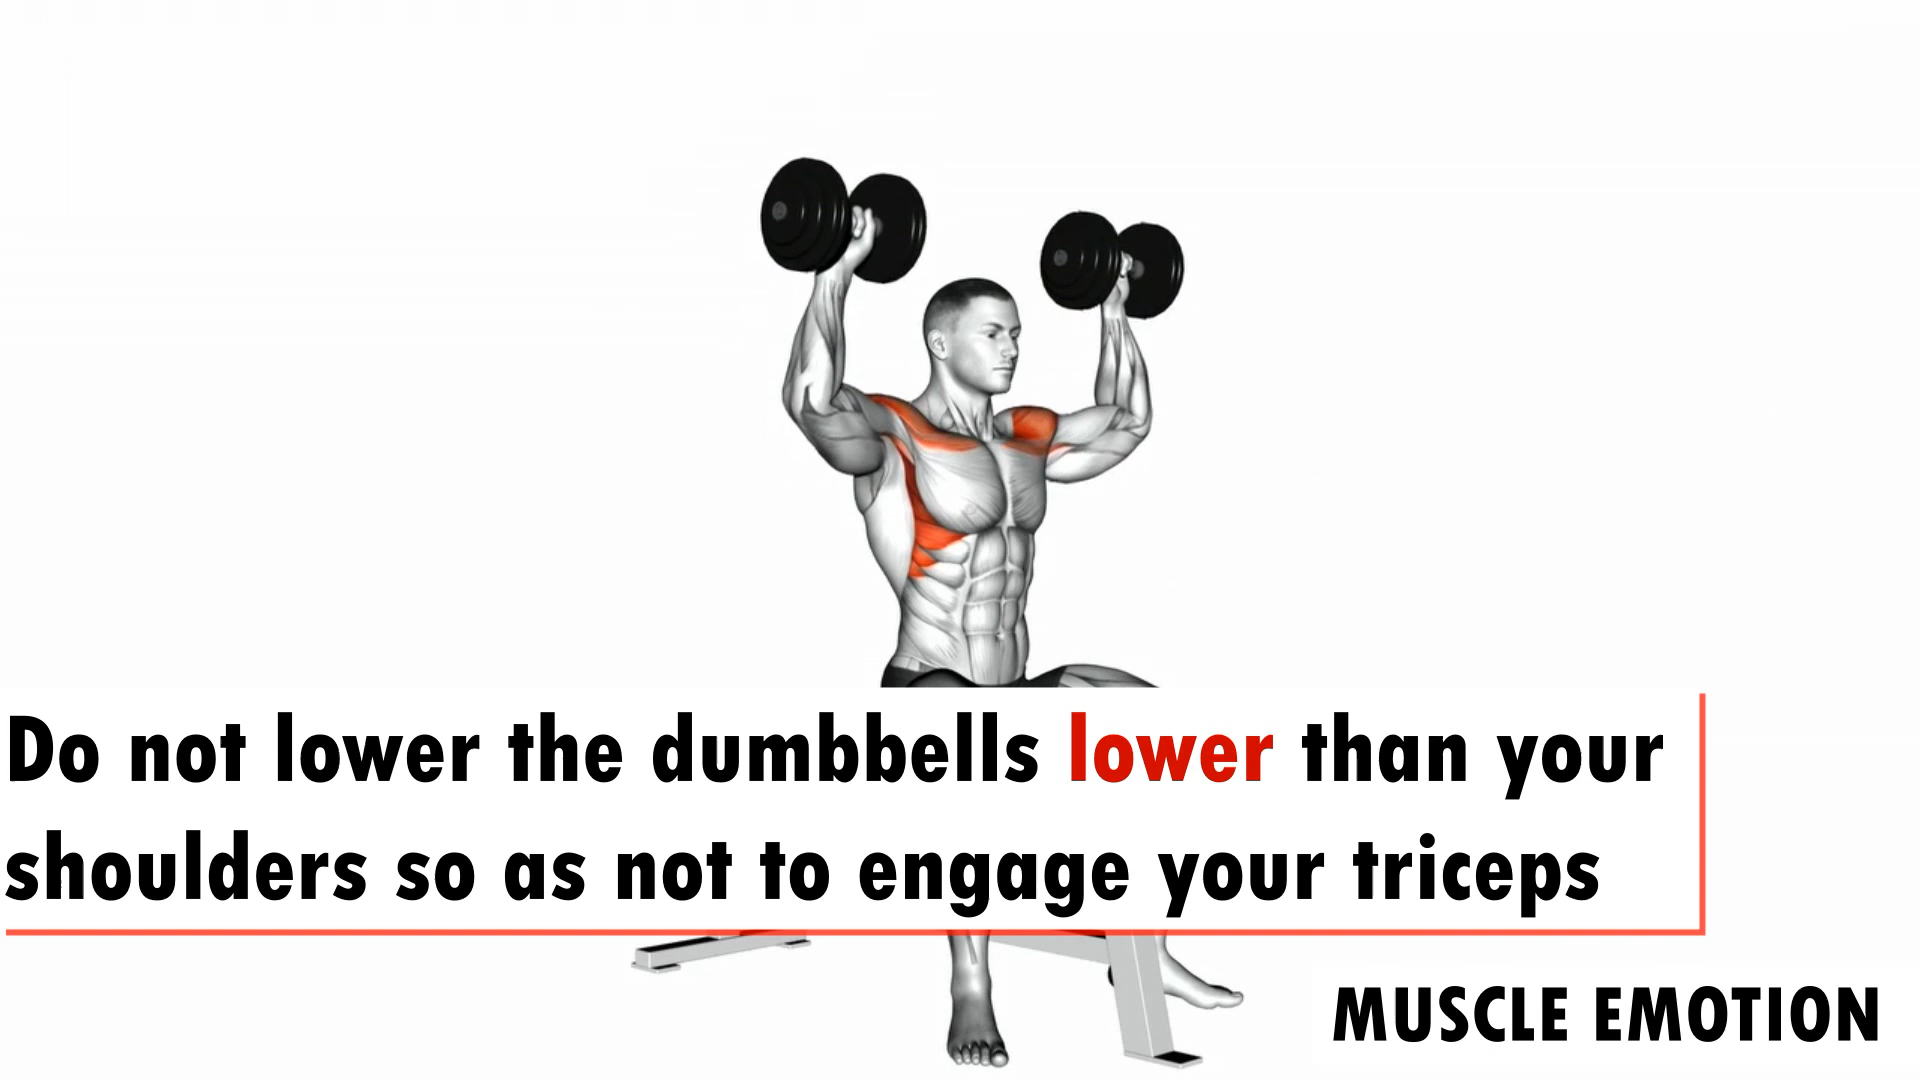 Do not lower the dumbbells lower than your
shoulders so as not to engage your triceps
MUSCLE EMOTION